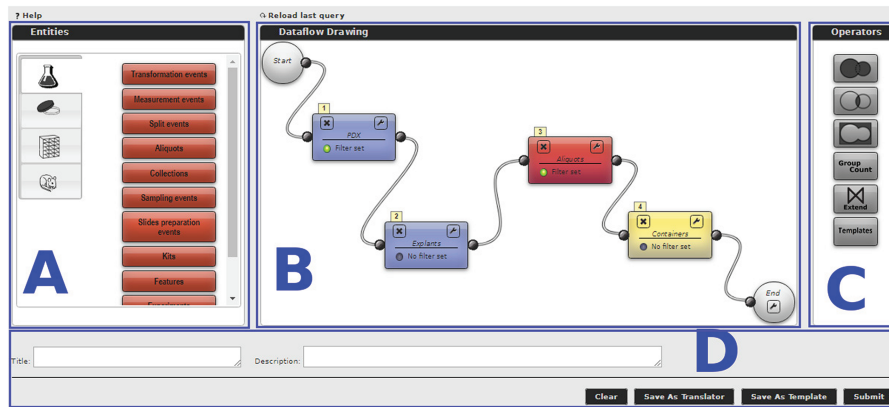 ? Help
Reload last query
Entities
Dataflow Drawing
Operators
Transformation events
Measurement events
Split events
Aliquots
Collections
Sampling events
Slides preparation
events
Kits
Features
A
Start
1
PDX
Filter set
2
Explants
No filter set
3
Aliquots
Filter set
4
Containers
No filter set
End
B
Group
Count
Extend
Templates
C
Title:
Description:
D
Clear
Save As Translator
Save As Template
Submit